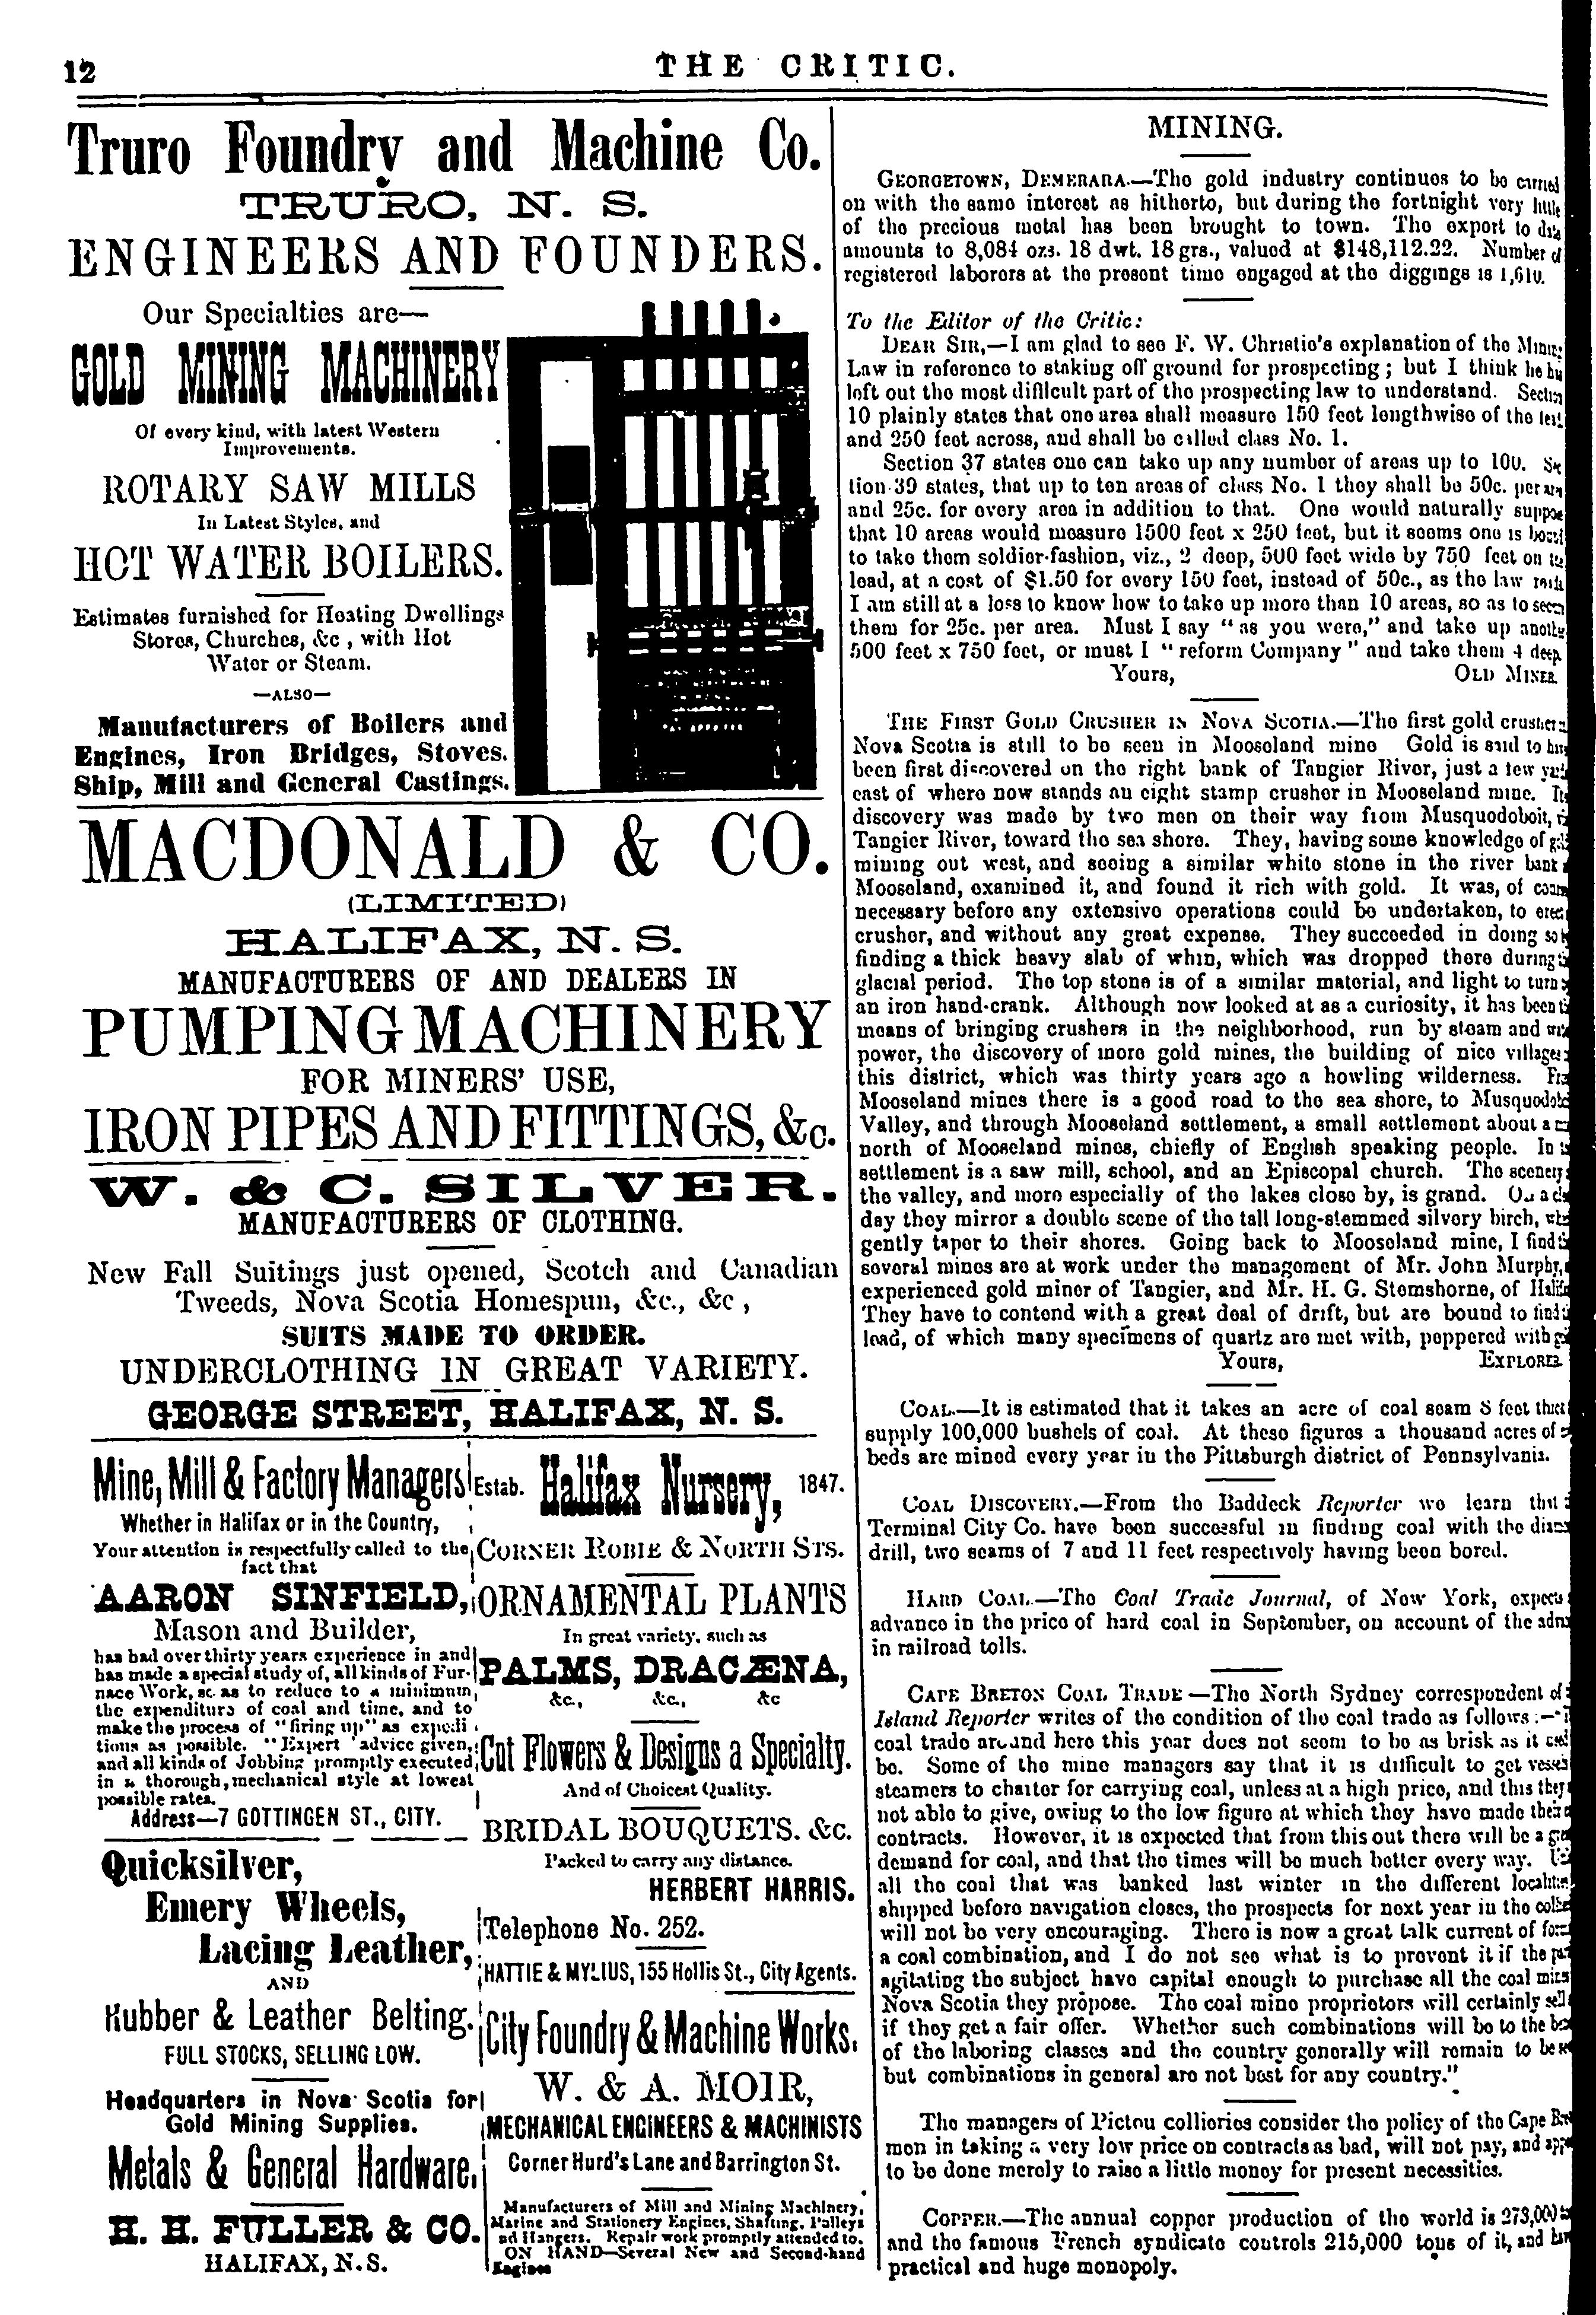 12
THE CRITIC.
Truro Foundry and Machine Co.
TRURO, N. S.
ENGINEERS AND FOUNDERS.
Our Specialties are—
GOLD MINING MACHINERY
Of every kind, with latest Western
Improvements.
ROTARY SAW MILLS
In Latest Styles, and
HOT WATER BOILERS.
Estimates furnished for Heating Dwellings
Stores, Churches, &c , with Hot
Water or Steam.
—ALSO—
Manufacturers of Boilers and
Engines, Iron Bridges, Stoves.
Ship, Mill and General Castings.
MACDONALD & CO.
(LIMITED)
HALIFAX, N. S.
MANUFACTURERS OF AND DEALERS IN
PUMPING MACHINERY
FOR MINERS' USE,
IRON PIPES AND FITTINGS, &c.
W. & C. SILVER.
MANUFACTURERS OF CLOTHING.
New Fall Suitings just opened, Scotch and Canadian
Tweeds, Nova Scotia Homespun, &c., &c ,
SUITS MADE TO ORDER.
UNDERCLOTHING IN GREAT VARIETY.
GEORGE STREET, HALIFAX, N. S.
Mine, Mill & Factory Managers
Whether in Halifax or in the Country,
Your attention is respectfully called to the
fact that
AARON SINFIELD,
Mason and Builder,
has had over thirty years experience in and
has made a special study of, all kinds of Fur-
nace Work, sc. as to reduce to a minimum,
the expenditure of coal and time, and to
make the process of "firing up" as expedi
tious as possible. "Expert advice given,
and all kinds of Jobbing promptly executed
in a thorough, mechanical style at lowest
possible rates.
Address—7 GOTTINGEN ST., CITY.
Quicksilver,
Emery Wheels,
Lacing Leather,
AND
Rubber & Leather Belting.
FULL STOCKS, SELLING LOW.
Headquarters in Nova Scotia for
Gold Mining Supplies.
Metals & General Hardware.
H. H. FULLER & CO.
HALIFAX, N. S.
Estab. Halifax Nursery, 1847.
CORNER ROBIE & NORTH STS.
ORNAMENTAL PLANTS
In great variety, such as
PALMS, DRACÆNA,
&c., &c., &c
Cut Flowers & Designs a Specialty.
And of Choicest Quality.
BRIDAL BOUQUETS. &c.
Packed to carry any distance.
HERBERT HARRIS.
Telephone No. 252.
HATTIE & MYLIUS, 155 Hollis St., City Agents.
City Foundry & Machine Works.
W. & A. MOIR,
MECHANICAL ENGINEERS & MACHINISTS
Corner Hurd's Lane and Barrington St.
Manufacturers of Mill and Mining Machinery,
Marine and Stationery Engines, Shafting, Pulleys
nd Hangers. Repair work promptly attended to.
ON HAND—Several New and Second-hand
Engines
MINING.
GEORGETOWN, DEMERARA.—The gold industry continues to be carried
on with the same interest as hitherto, but during the fortnight very little
of the precious metal has been brought to town. The export to
amounts to 8,084 ozs. 18 dwt. 18 grs., valued at $148,112.22. Number of
registered laborers at the present time engaged at the diggings is 1,610.
To the Editor of the Critic:
DEAR SIR,—I am glad to see F. W. Christie's explanation of the
Law in reference to staking off ground for prospecting ; but I think he
left out the most difficult part of the prospecting law to understand. Section
10 plainly states that one area shall measure 150 feet lengthwise of the
and 250 feet across, and shall be called class No. 1.
Section 37 states one can take up any number of areas up to 100.
tion 39 states, that up to ten areas of class No. 1 they shall be 50c. per
and 25c. for every area in addition to that. One would naturally
that 10 areas would measure 1500 feet x 250 feet, but it seems one is
to take them soldier-fashion, viz., 2 deep, 500 feet wide by 750 feet on
lead, at a cost of $1.50 for every 150 feet, instead of 50c., as the law
I am still at a loss to know how to take up more than 10 areas, so as to
them for 25c. per area. Must I say "as you were," and take up
500 feet x 750 feet, or must I "reform Company" and take them 4 deep.
Yours, OLD MINER.
THE FIRST GOLD CRUSHER IN NOVA SCOTIA.—The first gold crusher
Nova Scotia is still to be seen in Mooseland mine Gold is said to
been first discovered on the right bank of Tangier River, just a few
east of where now stands an eight stamp crusher in Mooseland mine.
discovery was made by two men on their way from Musquodoboit,
Tangier River, toward the sea shore. They, having some knowledge of
mining out west, and seeing a similar white stone in the river bank
Mooseland, examined it, and found it rich with gold. It was, of
necessary before any extensive operations could be undertaken, to
crusher, and without any great expense. They succeeded in doing so
finding a thick heavy slab of whin, which was dropped there during
glacial period. The top stone is of a similar material, and light to turn
an iron hand-crank. Although now looked at as a curiosity, it has been
means of bringing crushers in the neighborhood, run by steam and
power, the discovery of more gold mines, the building of nice villages
this district, which was thirty years ago a howling wilderness.
Mooseland mines there is a good road to the sea shore, to
Valley, and through Mooseland settlement, a small settlement about a
north of Mooseland mines, chiefly of English speaking people. In
settlement is a saw mill, school, and an Episcopal church. The scenery
the valley, and more especially of the lakes close by, is grand. On a
day they mirror a double scene of the tall long-stemmed silvery birch,
gently taper to their shores. Going back to Mooseland mine, I find
several mines are at work under the management of Mr. John Murphy,
experienced gold miner of Tangier, and Mr. H. G. Stemshorne, of
They have to contend with a great deal of drift, but are bound to find
lead, of which many specimens of quartz are met with, peppered with
Yours, EXPLORER.
COAL.—It is estimated that it takes an acre of coal seam 8 feet thick
supply 100,000 bushels of coal. At these figures a thousand acres of
beds are mined every year in the Pittsburgh district of Pennsylvania.
COAL DISCOVERY.—From the Baddeck Reporter we learn that
Terminal City Co. have been successful in finding coal with the
drill, two seams of 7 and 11 feet respectively having been bored.
HARD COAL.—The Coal Trade Journal, of New York, expects
advance in the price of hard coal in September, on account of the
in railroad tolls.
CAPE BRETON COAL TRADE —The North Sydney correspondent of
Island Reporter writes of the condition of the coal trade as follows :—
coal trade around here this year does not seem to be as brisk as it
be. Some of the mine managers say that it is difficult to get
steamers to charter for carrying coal, unless at a high price, and this they
not able to give, owing to the low figure at which they have made
contracts. However, it is expected that from this out there will be a
demand for coal, and that the times will be much better every way.
all the coal that was banked last winter in the different
shipped before navigation closes, the prospects for next year in the
will not be very encouraging. There is now a great talk current of
a coal combination, and I do not see what is to prevent it if the
agitating the subject have capital enough to purchase all the coal
Nova Scotia they propose. The coal mine proprietors will certainly sell
if they get a fair offer. Whether such combinations will be to the
of the laboring classes and the country generally will remain to be
but combinations in general are not best for any country."
The managers of Pictou collieries consider the policy of the Cape
men in taking a very low price on contracts as bad, will not pay, and
to be done merely to raise a little money for present necessities.
COPPER.—The annual copper production of the world is 273,000
and the famous French syndicate controls 215,000 tons of it, and
practical and huge monopoly.